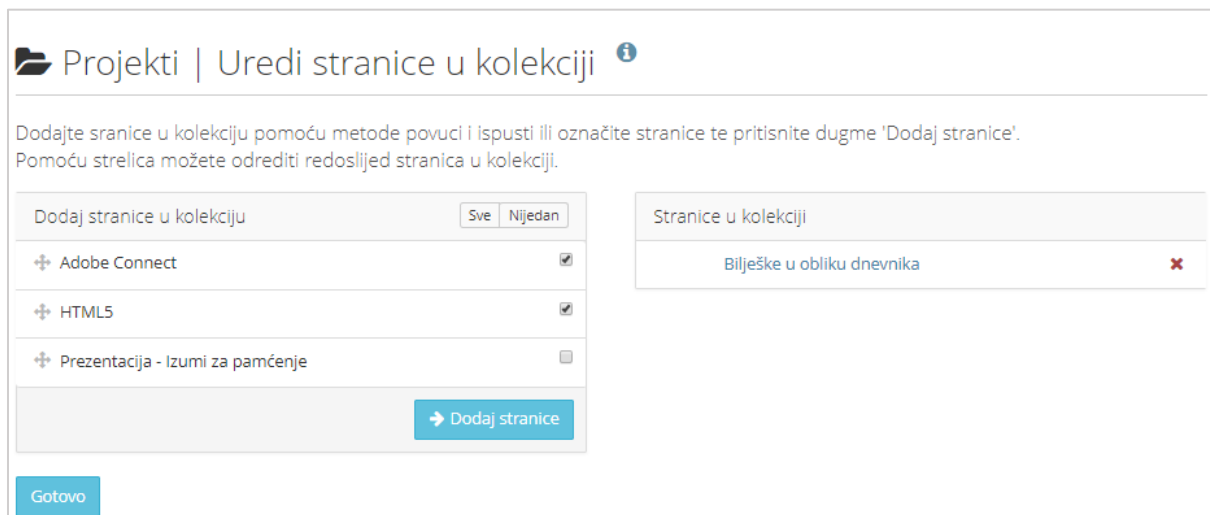 Projekti | Uredi stranice u kolekciji
Dodajte sranice u kolekciju pomoću metode povuci i ispusti ili označite stranice te pritisnite dugme 'Dodaj stranice'.
Pomoću strelica možete odrediti redoslijed stranica u kolekciji.
Dodaj stranice u kolekciju
Sve
Nijedan
Adobe Connect
HTML5
Prezentacija - Izumi za pamćenje
Dodaj stranice
Stranice u kolekciji
Bilješke u obliku dnevnika
Gotovo